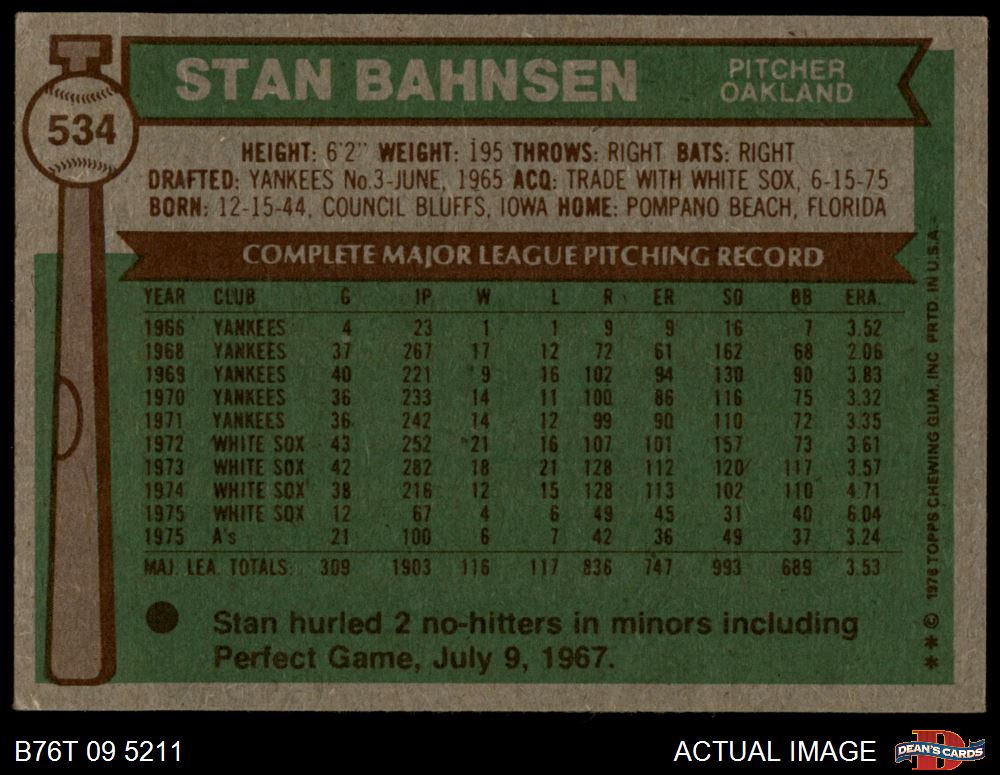 534
STAN BAHNSEN
PITCHER
OAKLAND
HEIGHT: 6'2" WEIGHT: 195 THROWS: RIGHT BATS: RIGHT
DRAFTED: YANKEES No.3-JUNE, 1965 ACQ: TRADE WITH WHITE SOX, 6-15-75
BORN: 12-15-44, COUNCIL BLUFFS, IOWA HOME: POMPANO BEACH, FLORIDA
COMPLETE MAJOR LEAGUE PITCHING RECORD
YEAR CLUB G IP W L R ER SO BB ERA.
1966 YANKEES 4 23 1 1 9 9 16 7 3.52
1968 YANKEES 37 267 17 12 72 61 162 68 2.06
1969 YANKEES 40 221 9 16 102 94 130 90 3.83
1970 YANKEES 36 233 14 11 100 86 116 75 3.32
1971 YANKEES 36 242 14 12 99 90 110 72 3.35
1972 WHITE SOX 43 252 21 16 107 101 157 73 3.61
1973 WHITE SOX 42 282 18 21 128 112 120 117 3.57
1974 WHITE SOX 38 216 12 15 128 113 102 110 4.71
1975 WHITE SOX 12 67 4 6 49 45 31 40 6.04
1975 A's 21 100 6 7 42 36 49 37 3.24
MAJ. LEA. TOTALS 309 1903 116 117 836 747 993 689 3.53
Stan hurled 2 no-hitters in minors including
Perfect Game, July 9, 1967.
* * © 1976 TOPPS CHEWING GUM, INC PRTD. IN U.S.A.
B76T 09 5211
ACTUAL IMAGE
D
DEAN'S CARDS